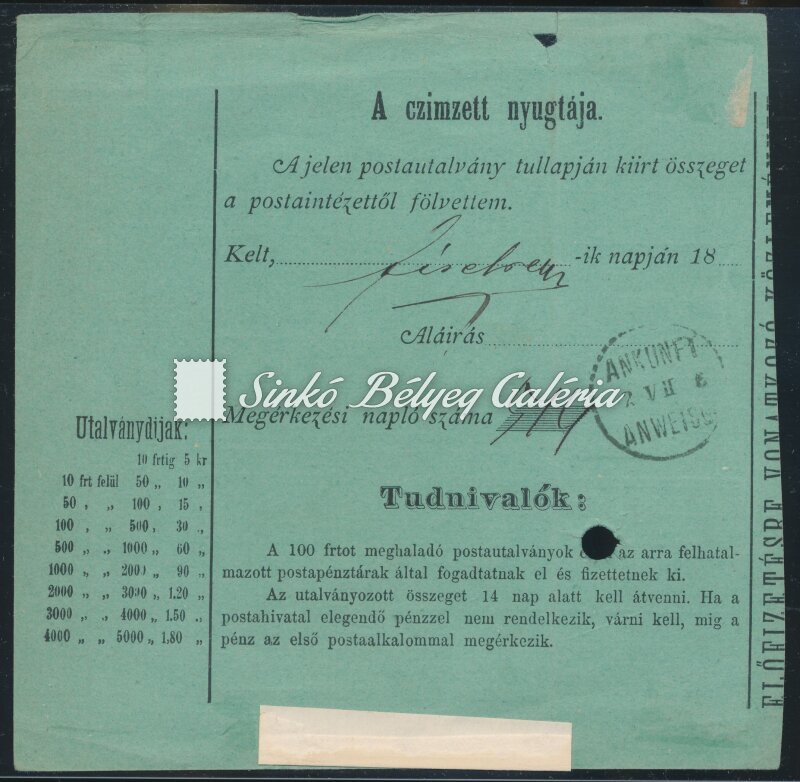 A czimzett nyugtája.
A jelen postautalvány tullapján kiirt összeget
a postaintézettől fölvettem.
Kelt, -ik napján 18
Aláirás
Megérkezési napló száma
ANKUNFT
VII
ANWEISG
Sinkó Bélyeg Galéria
Utalványdijak:
10 frtig 5 kr
10 frt felül 50 „ 10 „
50 , „ 100 , 15 ,
100 , „ 500 , 30 „
500 „ „ 1000 „ 60 „
1000 „ „ 2000 „ 90 „
2000 „ „ 3000 „ 1.20 „
3000 „ „ 4000 „ 1.50 „
4000 „ „ 5000 „ 1.80 „
Tudnivalók:
A 100 frtot meghaladó postautalványok az arra felhatal-
mazott postapénztárak által fogadtatnak el és fizettetnek ki.
Az utalványozott összeget 14 nap alatt kell átvenni. Ha a
postahivatal elegendő pénzzel nem rendelkezik, várni kell, mig a
pénz az első postaalkalommal megérkezik.
ELŐFIZETÉSRE VONATKOZÓ